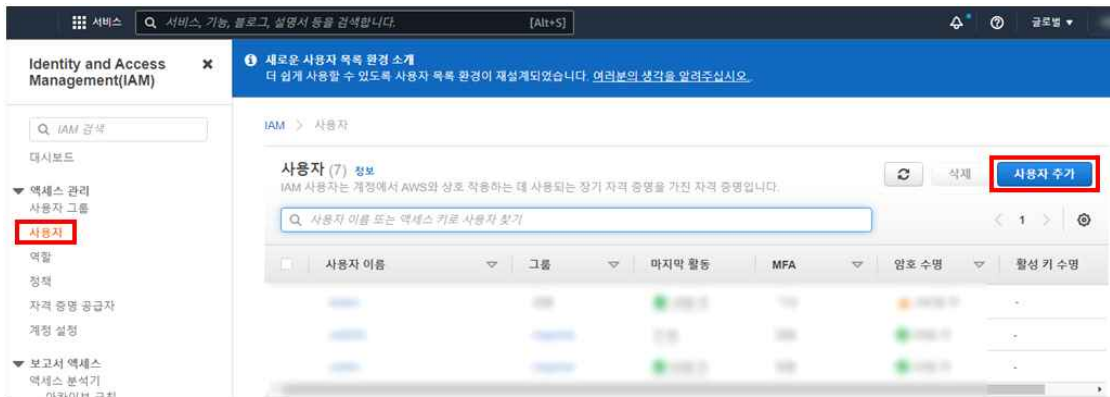 서비스
서비스, 기능, 블로그, 설명서 등을 검색합니다.
[Alt+S]
글로벌 ▼
Identity and Access
Management(IAM)
새로운 사용자 목록 환경 소개
더 쉽게 사용할 수 있도록 사용자 목록 환경이 재설계되었습니다. 여러분의 생각을 알려주십시오.
IAM 검색
대시보드
액세스 관리
사용자 그룹
사용자
역할
정책
자격 증명 공급자
계정 설정
보고서 액세스
액세스 분석기
IAM > 사용자
사용자 (7) 정보
IAM 사용자는 계정에서 AWS와 상호 작용하는 데 사용되는 장기 자격 증명을 가진 자격 증명입니다.
삭제
사용자 추가
사용자 이름 또는 액세스 키로 사용자 찾기
< 1 >
사용자 이름 그룹 마지막 활동 MFA 암호 수명 활성 키 수명
-
-
-